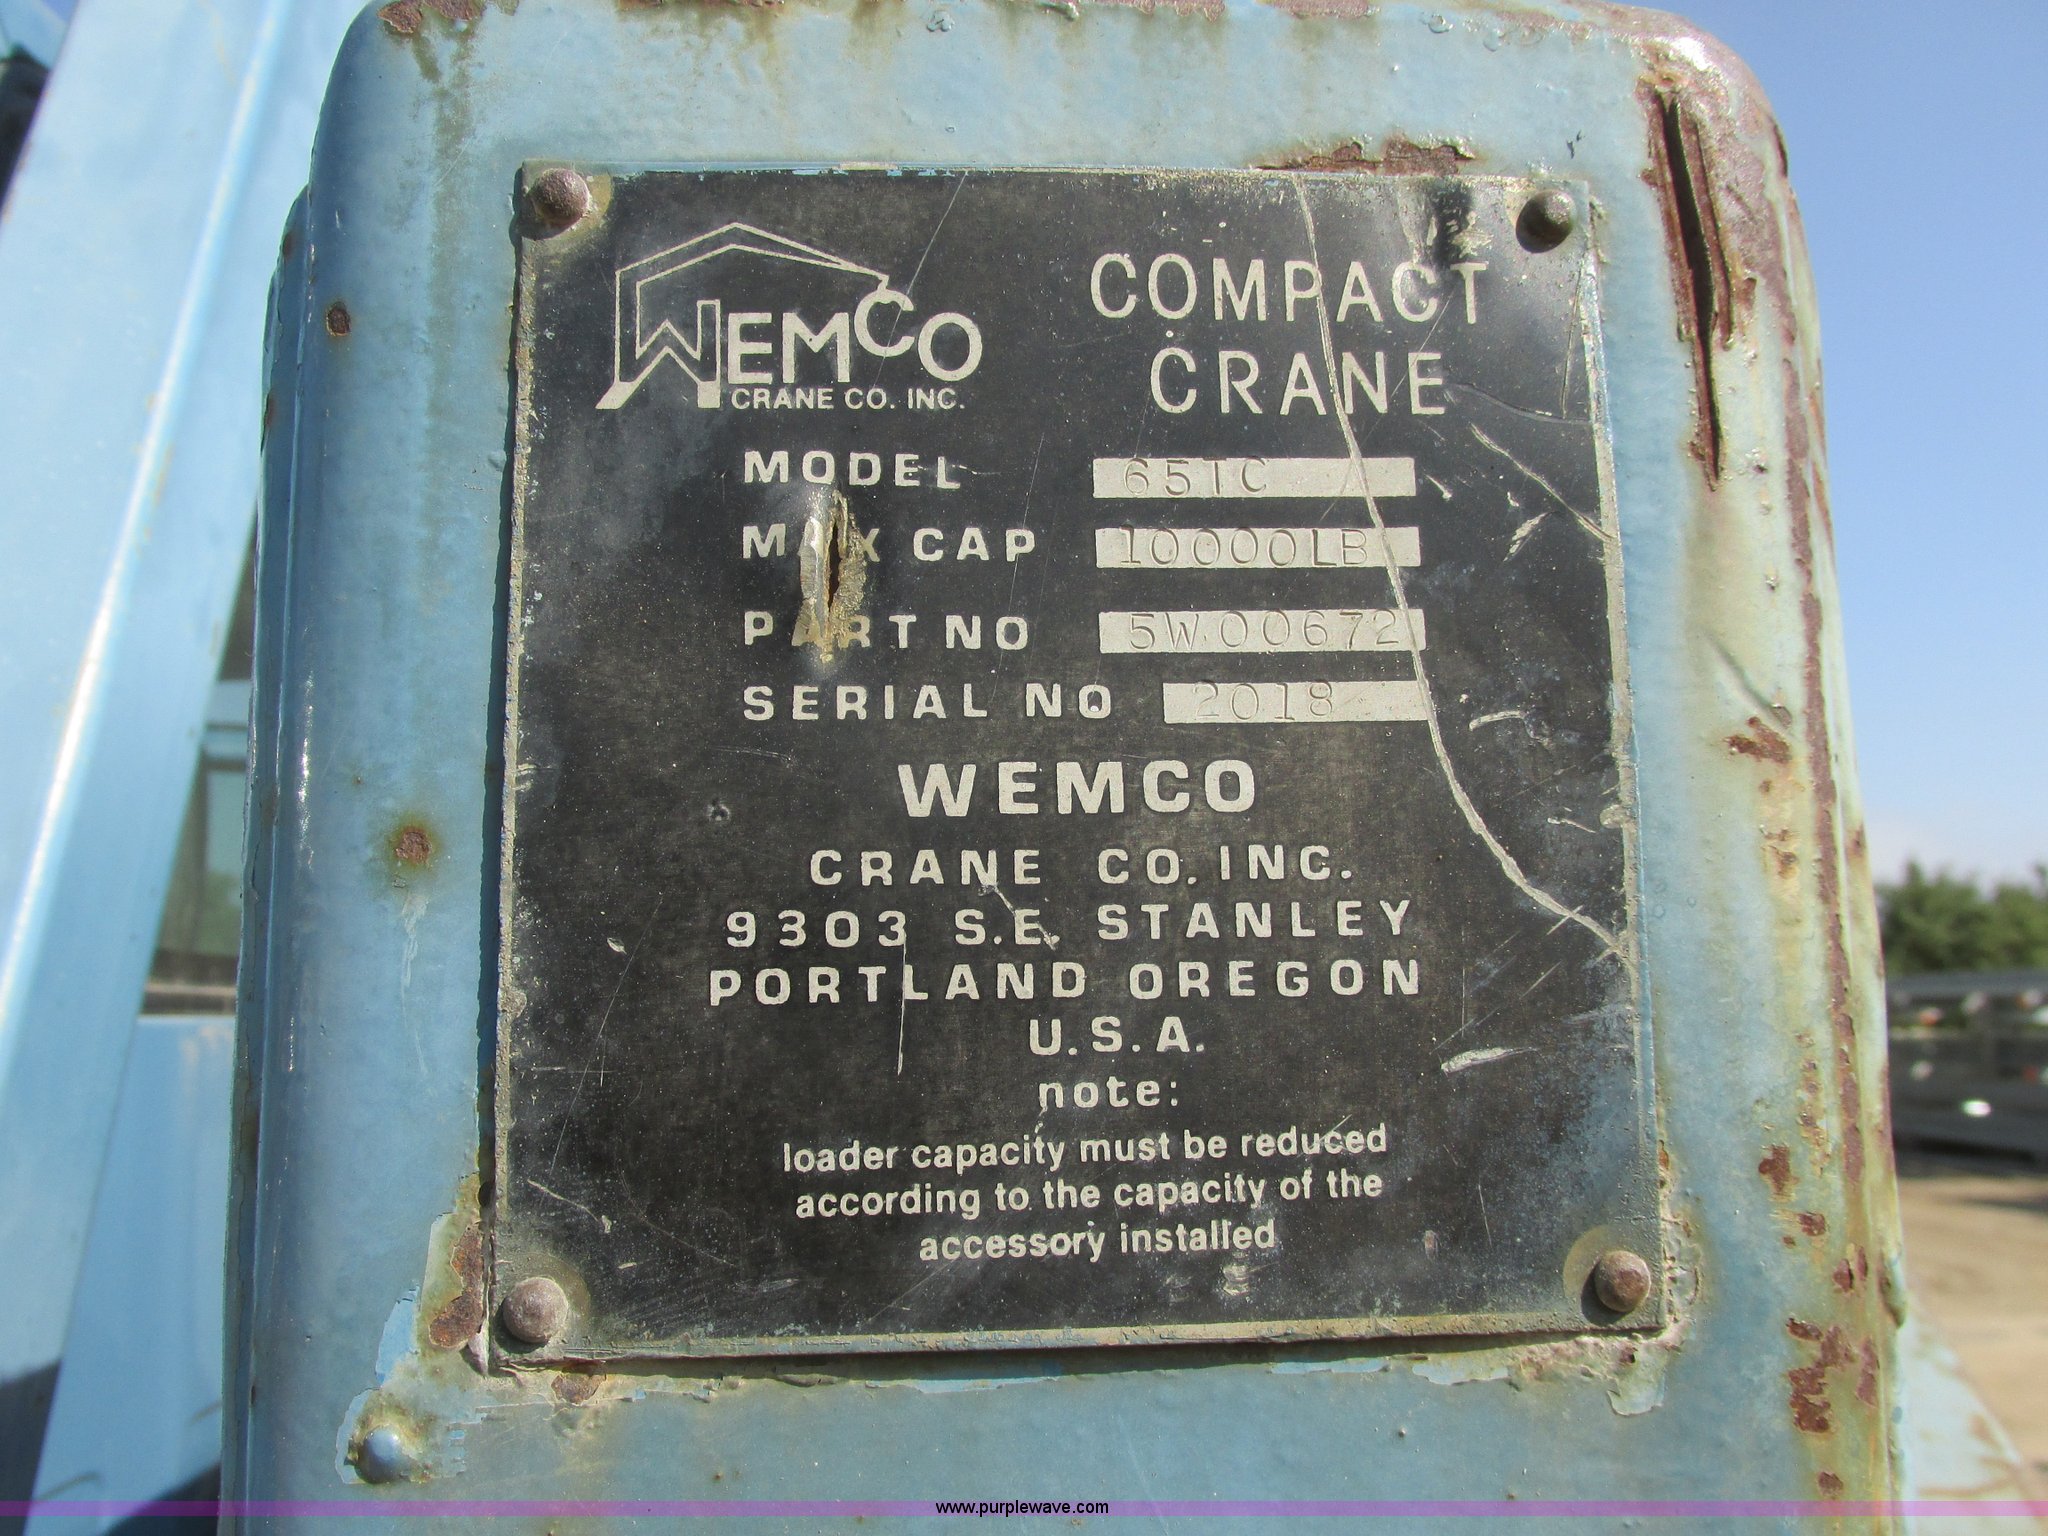 WEMCO
CRANE CO. INC.
COMPACT
CRANE
MODEL 65TC
MAX CAP 10000LB
PART NO 5W00672
SERIAL NO 2018
WEMCO
CRANE CO. INC.
9303 S.E. STANLEY
PORTLAND OREGON
U.S.A.
note:
loader capacity must be reduced
according to the capacity of the
accessory installed
www.purplewave.com